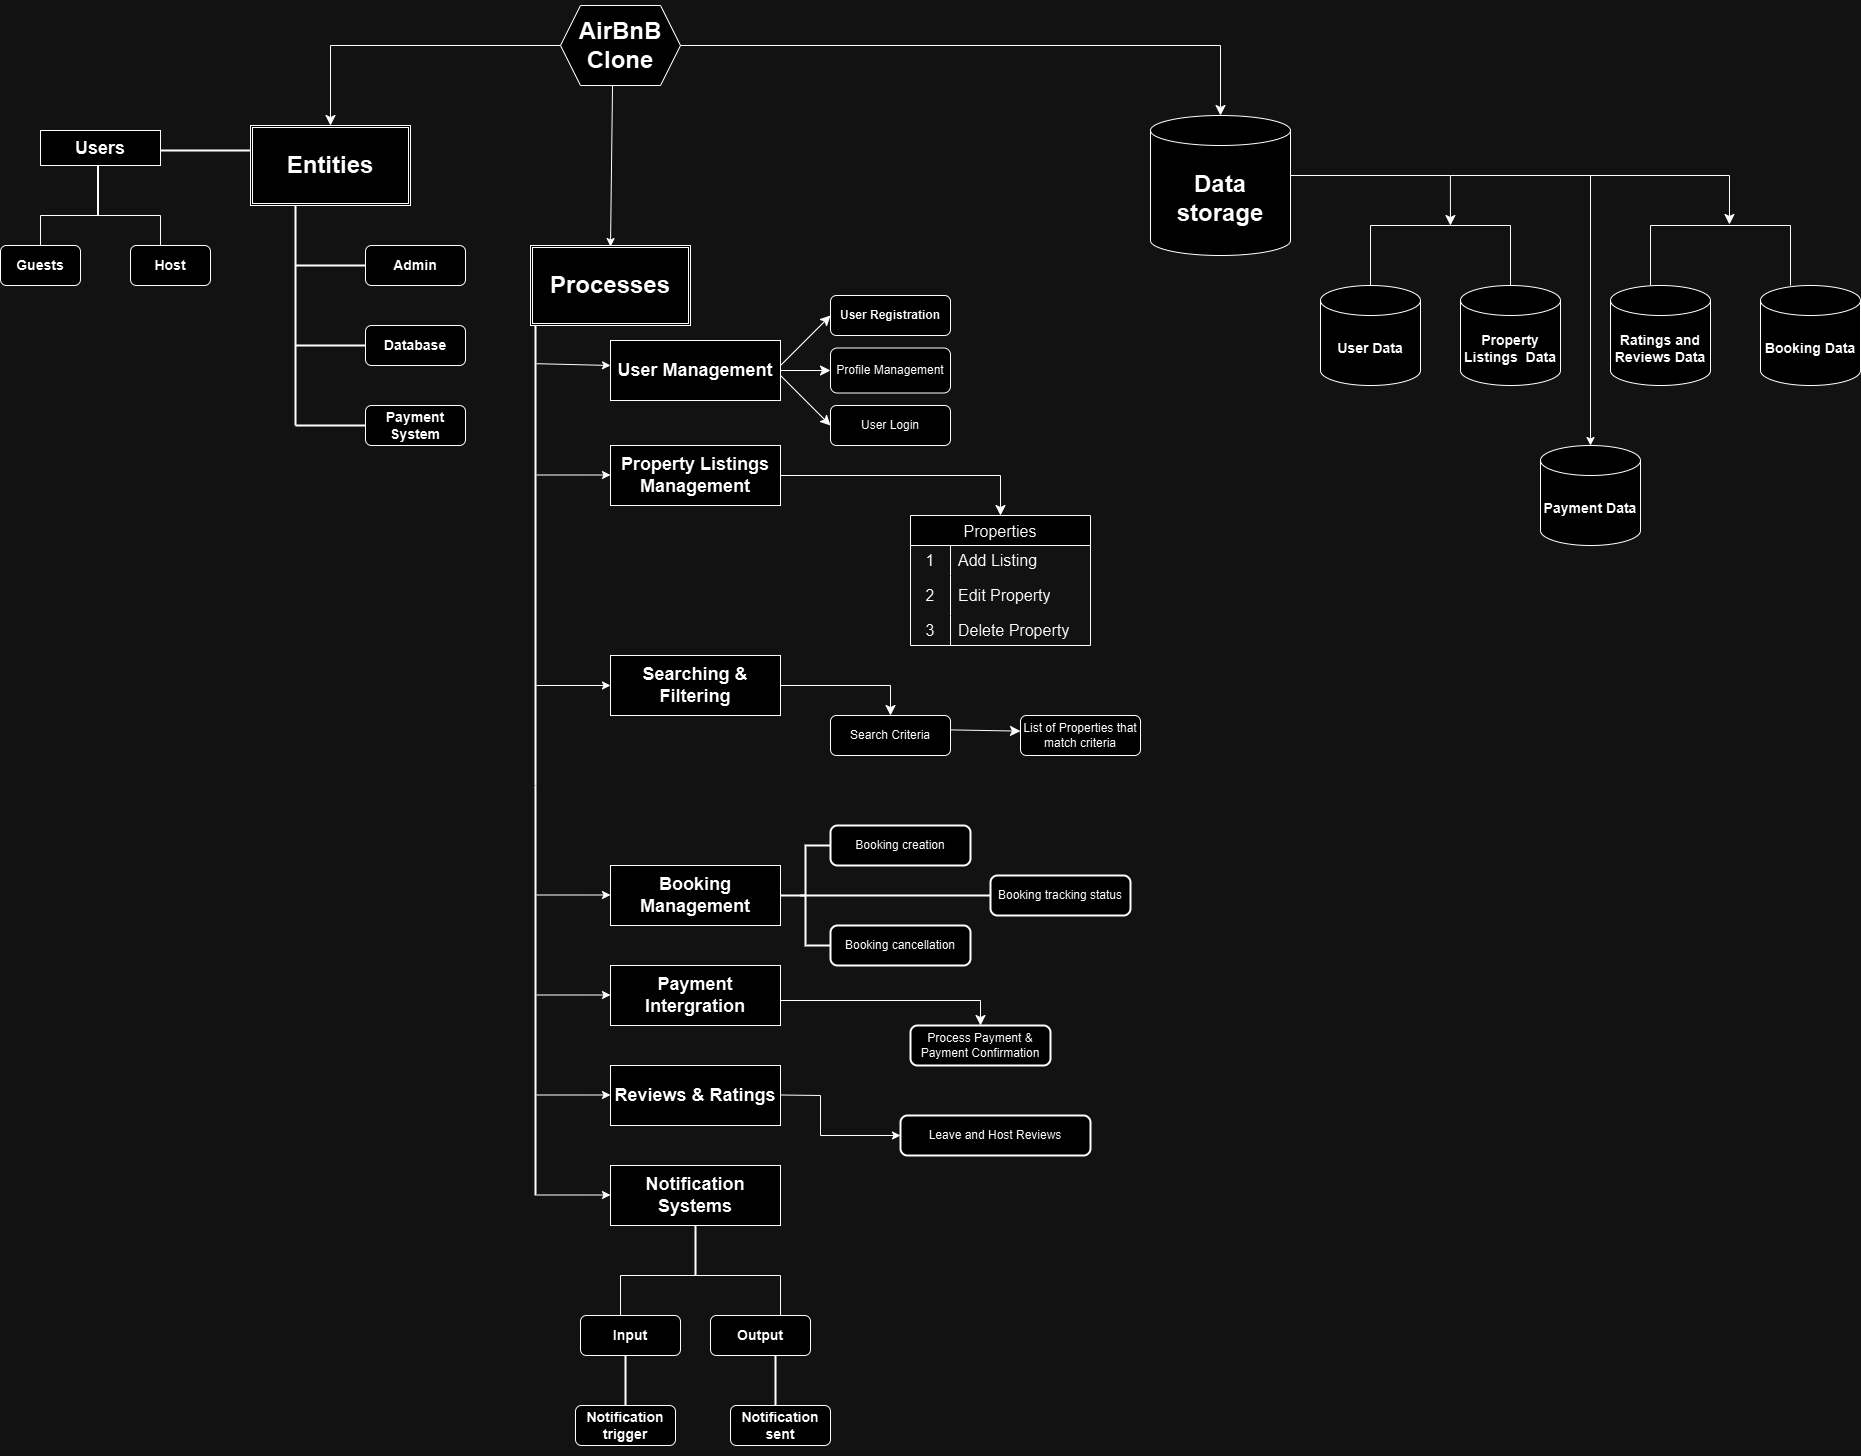 AirBnB
Clone
Users
Entities
Guests
Host
Admin
Database
Payment
System
Processes
User Management
User Registration
Profile Management
User Login
Property Listings
Management
Properties
1 Add Listing
2 Edit Property
3 Delete Property
Searching &
Filtering
Search Criteria
List of Properties that
match criteria
Booking
Management
Booking creation
Booking tracking status
Booking cancellation
Payment
Intergration
Process Payment &
Payment Confirmation
Reviews & Ratings
Leave and Host Reviews
Notification
Systems
Input
Output
Notification
trigger
Notification
sent
Data
storage
User Data
Property
Listings Data
Ratings and
Reviews Data
Booking Data
Payment Data